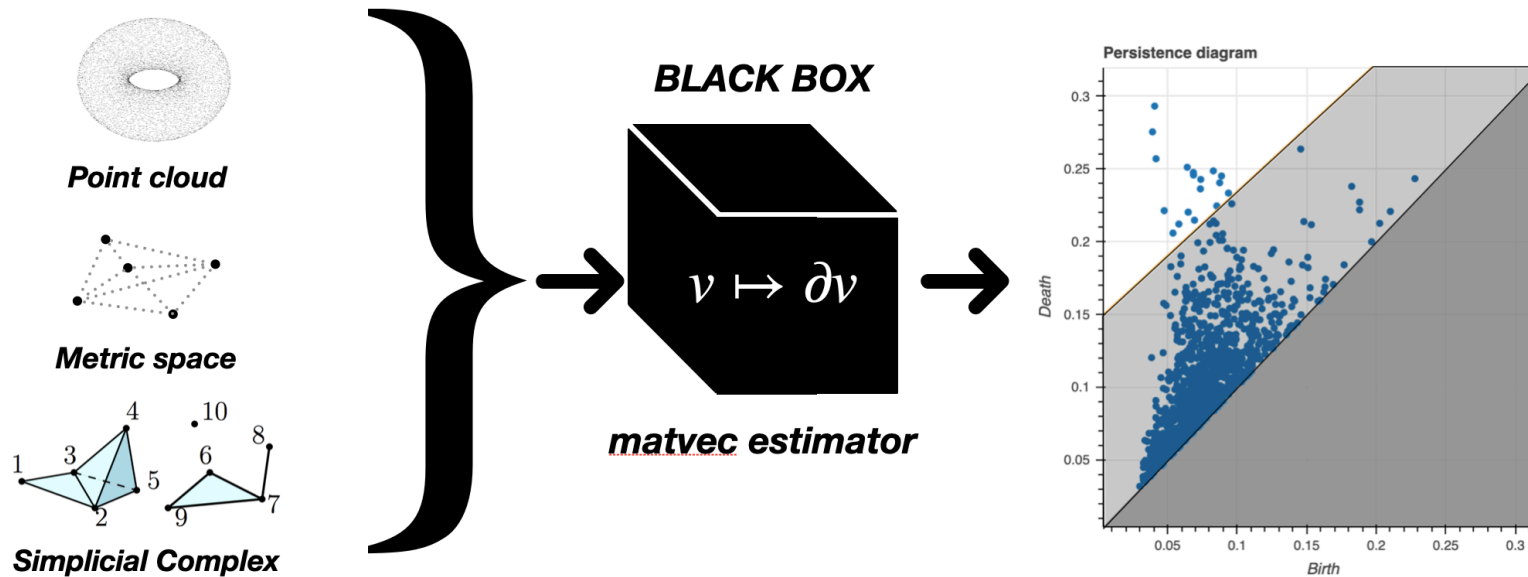 Point cloud
Metric space
1
3
4
2
5
10
6
8
9
7
Simplicial Complex
BLACK BOX
v ↦ ∂v
matvec estimator
Persistence diagram
Death
0.3
0.25
0.2
0.15
0.1
0.05
0.05 0.1 0.15 0.2 0.25 0.3
Birth